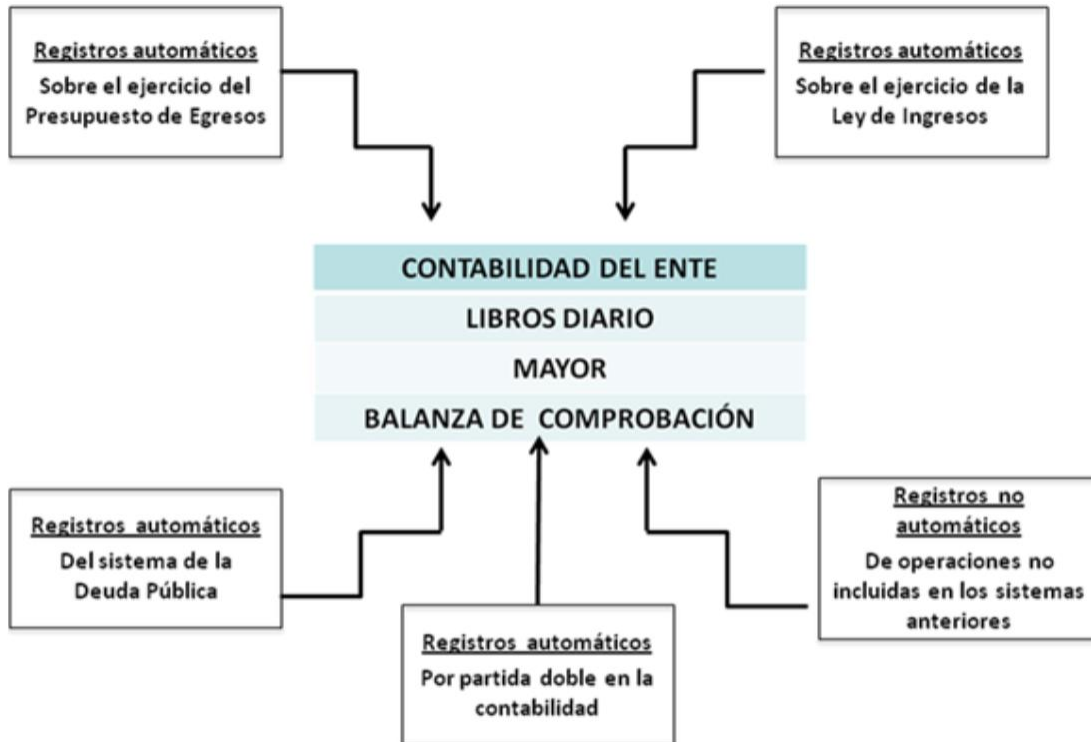 Registros automáticos
Sobre el ejercicio del
Presupuesto de Egresos
Registros automáticos
Sobre el ejercicio de la
Ley de Ingresos
CONTABILIDAD DEL ENTE
LIBROS DIARIO
MAYOR
BALANZA DE COMPROBACIÓN
Registros automáticos
Del sistema de la
Deuda Pública
Registros automáticos
Por partida doble en la
contabilidad
Registros no
automáticos
De operaciones no
incluidas en los sistemas
anteriores